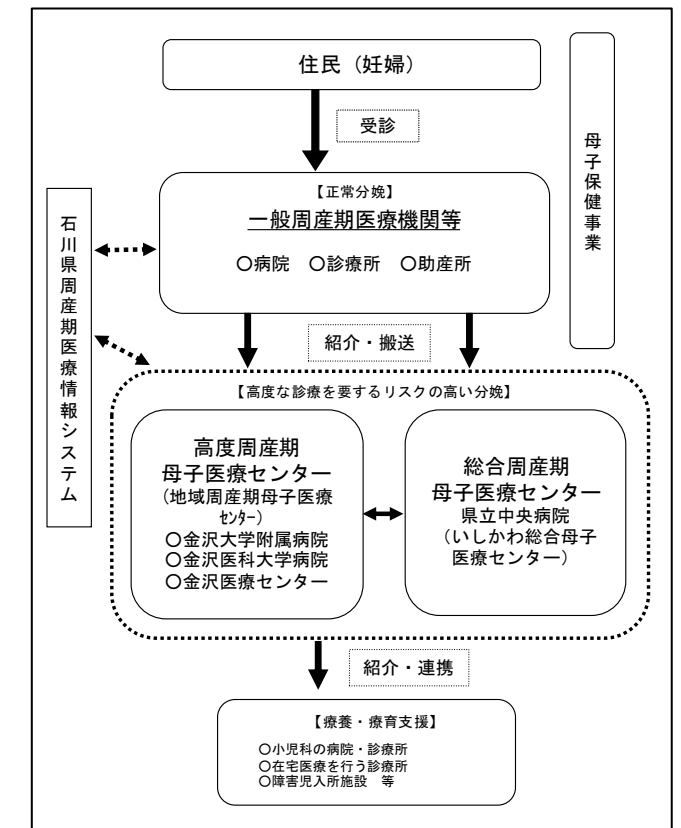 住民（妊婦）
受診
母子保健事業
【正常分娩】
一般周産期医療機関等
○病院　○診療所　○助産所
石川県周産期医療情報システム
紹介・搬送
【高度な診療を要するリスクの高い分娩】
高度周産期
母子医療センター
（地域周産期母子医療
ｾﾝﾀｰ）
○金沢大学附属病院
○金沢医科大学病院
○金沢医療センター
総合周産期
母子医療センター
県立中央病院
（いしかわ総合母子
医療センター）
紹介・連携
【療養・療育支援】
○小児科の病院・診療所
○在宅医療を行う診療所
○障害児入所施設　等